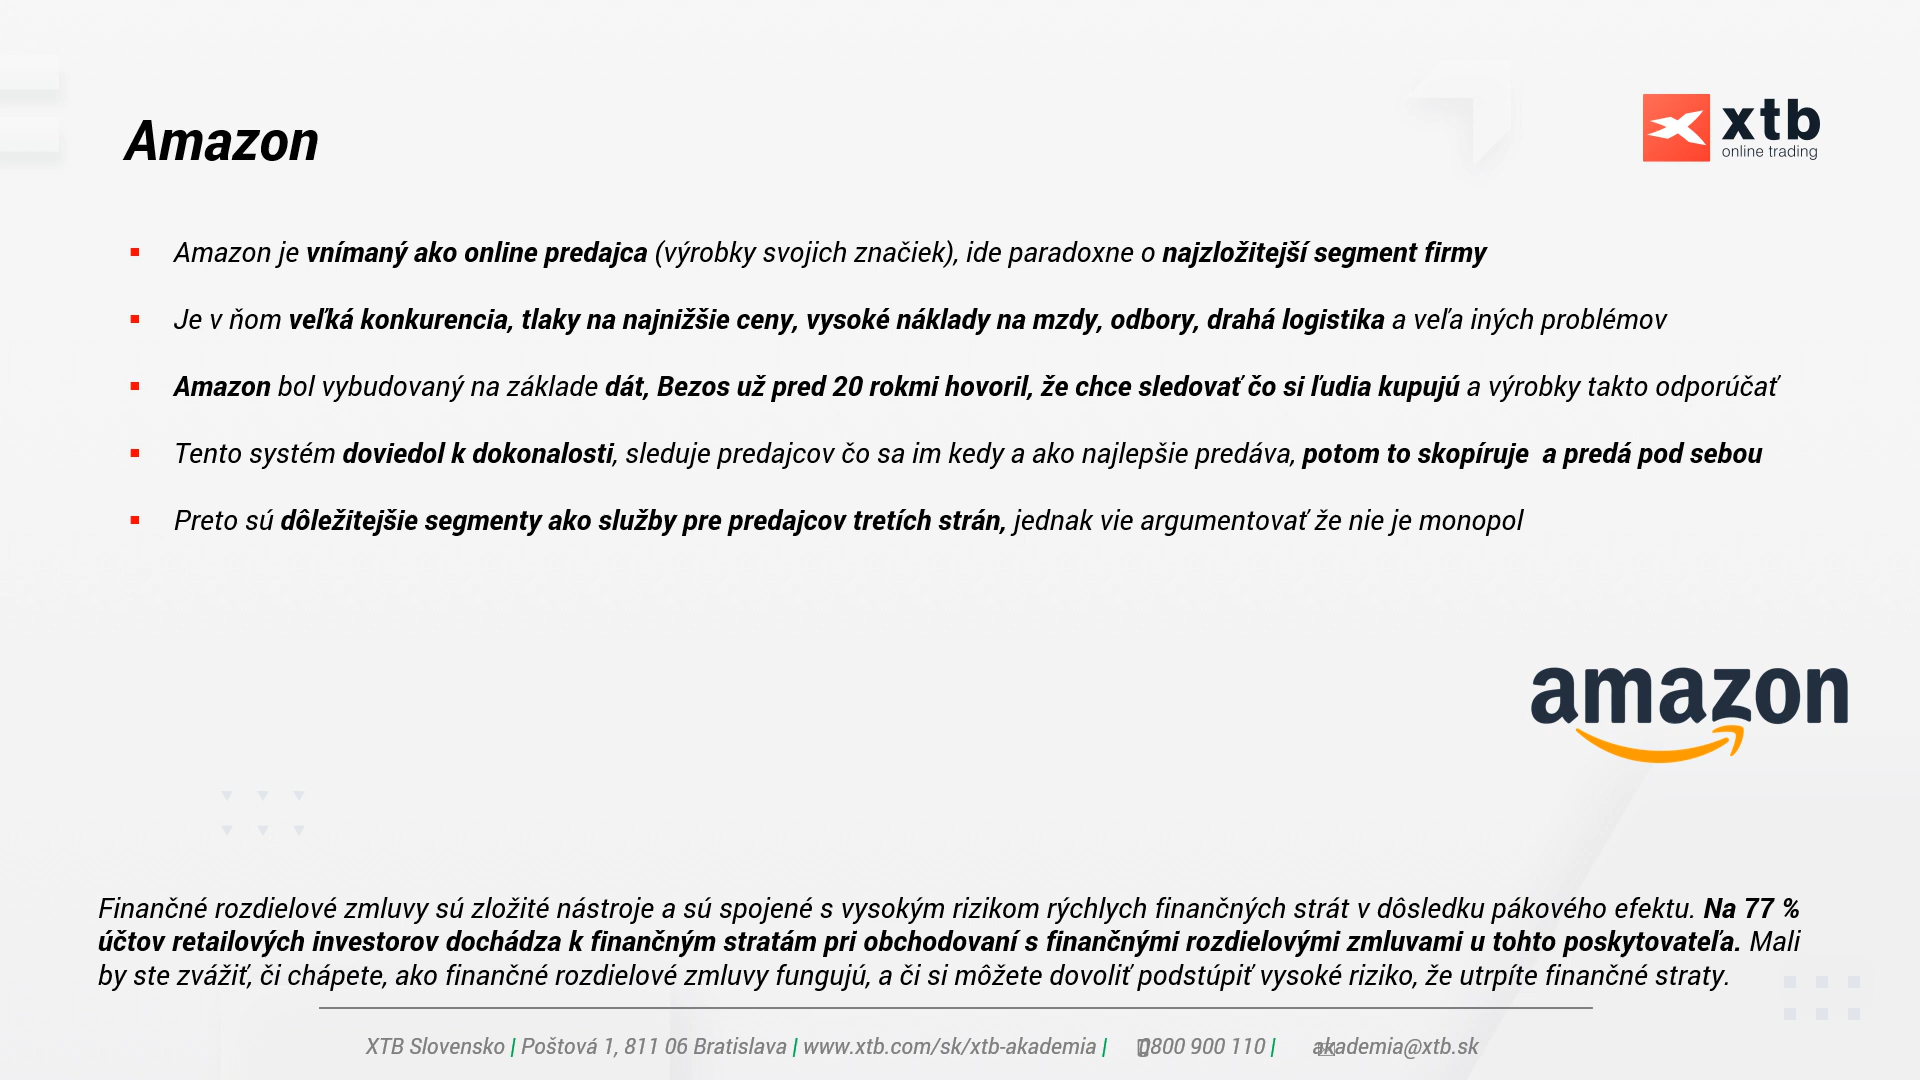 Amazon
xtb
online trading
Amazon je vnímaný ako online predajca (výrobky svojich značiek), ide paradoxne o najzložitejší segment firmy
Je v ňom veľká konkurencia, tlaky na najnižšie ceny, vysoké náklady na mzdy, odbory, drahá logistika a veľa iných problémov
Amazon bol vybudovaný na základe dát, Bezos už pred 20 rokmi hovoril, že chce sledovať čo si ľudia kupujú a výrobky takto odporúčať
Tento systém doviedol k dokonalosti, sleduje predajcov čo sa im kedy a ako najlepšie predáva, potom to skopíruje  a predá pod sebou
Preto sú dôležitejšie segmenty ako služby pre predajcov tretích strán, jednak vie argumentovať že nie je monopol
amazon
Finančné rozdielové zmluvy sú zložité nástroje a sú spojené s vysokým rizikom rýchlych finančných strát v dôsledku pákového efektu. Na 77 %
účtov retailových investorov dochádza k finančným stratám pri obchodovaní s finančnými rozdielovými zmluvami u tohto poskytovateľa. Mali
by ste zvážiť, či chápete, ako finančné rozdielové zmluvy fungujú, a či si môžete dovoliť podstúpiť vysoké riziko, že utrpíte finančné straty.
XTB Slovensko | Poštová 1, 811 06 Bratislava | www.xtb.com/sk/xtb-akademia | 0800 900 110 | akademia@xtb.sk